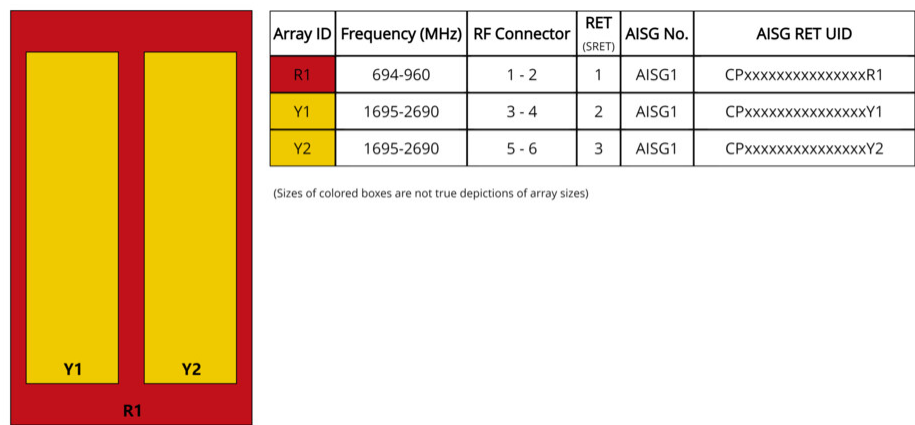 Array ID Frequency (MHz) RF Connector RET (SRET) AISG No. AISG RET UID
R1 694-960 1 - 2 1 AISG1 CPxxxxxxxxxxxxxxxR1
Y1 1695-2690 3 - 4 2 AISG1 CPxxxxxxxxxxxxxxxY1
Y2 1695-2690 5 - 6 3 AISG1 CPxxxxxxxxxxxxxxxY2
(Sizes of colored boxes are not true depictions of array sizes)
Y1 Y2
R1